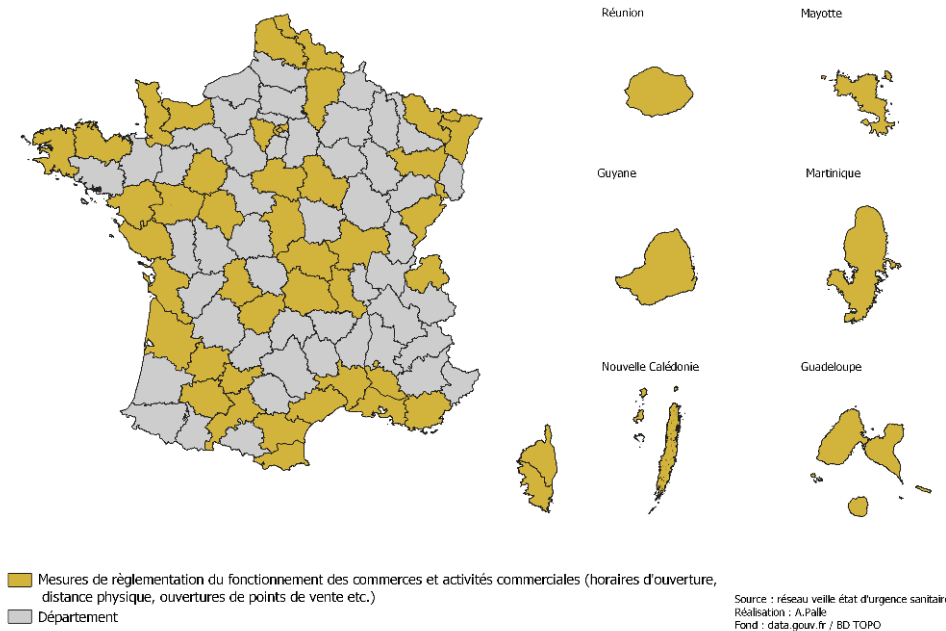 Réunion
Mayotte
Guyane
Martinique
Nouvelle Calédonie
Guadeloupe
Mesures de règlementation du fonctionnement des commerces et activités commerciales (horaires d'ouverture,
distance physique, ouvertures de points de vente etc.)
Département
Source : réseau veille état d'urgence sanitaire
Réalisation : A.Palle
Fond : data.gouv.fr / BD TOPO